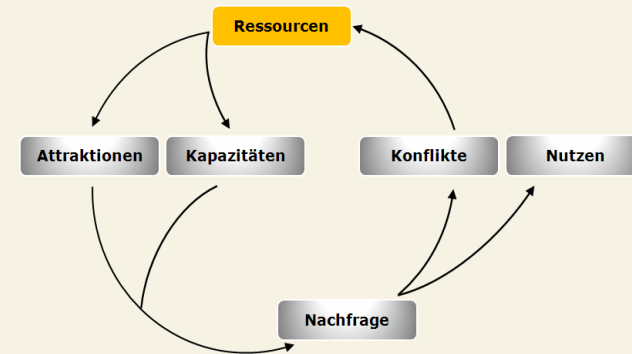 Ressourcen
Attraktionen
Kapazitäten
Konflikte
Nutzen
Nachfrage